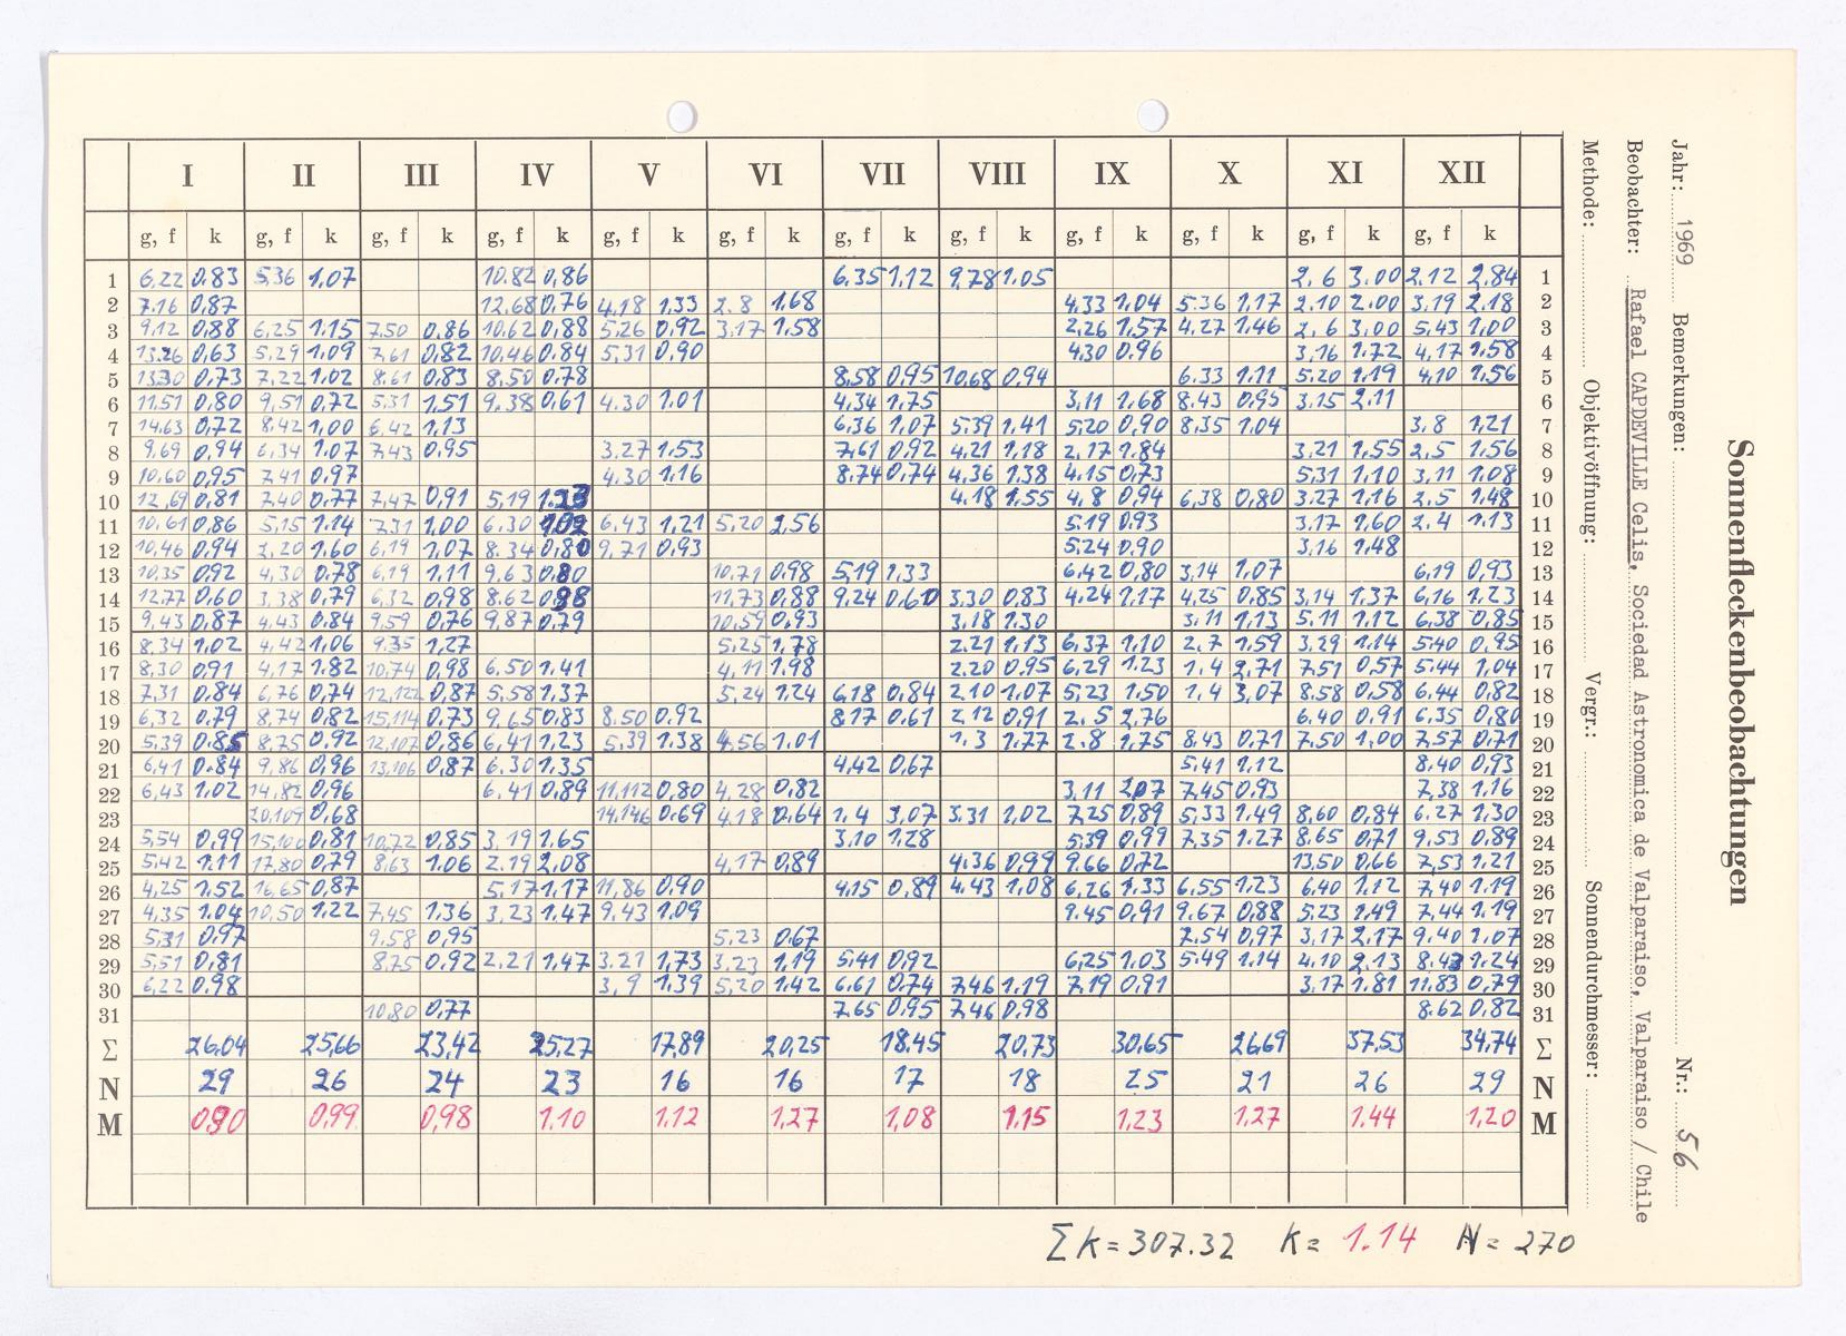 Sonnenfleckenbeobachtungen
Jahr: 1969 Bemerkungen: Nr.: 56
Beobachter: Rafael CAPDEVILLE Celis, Sociedad Astronomica de Valparaiso, Valparaiso / Chile
Methode: Objektivöffnung: Vergr.: Sonnendurchmesser:
I II III IV V VI VII VIII IX X XI XII
g, f k g, f k g, f k g, f k g, f k g, f k g, f k g, f k g, f k g, f k g, f k g, f k
1 6,22 0,83 5,36 1,07 10,82 0,86 6.35 1,12 9,78 1.05 2,6 3.00 2.12 2,84 1
2 7.16 0,87 12,68 0,76 4,18 1.33 2.8 1.68 4,33 1.04 5.36 1,17 2.10 2.00 3,19 2.18 2
3 9,12 0,88 6,25 1.15 7,50 0,86 10,62 0,88 5.26 0,92 3,17 1,58 2,26 1,57 4,27 1,46 2,6 3,00 5,43 1,00 3
4 13,26 0,63 5,29 1,09 7,61 0,82 10,46 0.84 5,31 0,90 4.30 0.96 3,16 1.72 4,17 1,58 4
5 13,30 0,73 7,22 1.02 8.61 0,83 8,50 0,78 8,58 0,95 10,68 0,94 6.33 1.11 5.20 1,19 4,10 1,56 5
6 11,51 0,80 9,51 0,72 5,31 1,51 9,38 0,61 4.30 1.01 4,34 1,75 3,11 1,68 8.43 0,95 3.15 2,11 6
7 14,63 0,72 8,42 1,00 6,42 1,13 6,36 1,07 5,39 1,41 5,20 0,90 8,35 1.04 3,8 1,21 7
8 9,69 0,94 6,34 1.07 7,43 0,95 3,27 1,53 7,61 0,92 4,21 1,18 2,17 1,84 3,21 1,55 2,5 1,56 8
9 10,60 0,95 7,41 0,97 4,30 1,16 8.74 0,74 4,36 1,38 4.15 0,73 5,31 1,10 3,11 1,08 9
10 12,69 0,81 7,40 0,77 7,47 0,91 5,19 1.23 4.18 1.55 4,8 0,94 6,38 0,80 3,27 1,16 2,5 1,48 10
11 10,61 0,86 5,15 1.14 7,31 1,00 6.30 1,02 6,43 1,21 5,20 2,56 5.19 0.93 3,17 1,60 2,4 1.13 11
12 10,46 0,94 2,20 1,60 6,19 1,07 8.34 0,80 9,71 0,93 5.24 0.90 3,16 1,48 12
13 10,35 0,92 4,30 0,78 6,19 1.11 9,63 0.80 10,71 0,98 5,19 1,33 6,42 0,80 3,14 1,07 6,19 0,93 13
14 12,77 0,60 3,38 0,79 6,32 0,98 8,62 0,98 11,73 0,88 9.24 0,60 3,30 0,83 4.24 1,17 4,25 0,85 3,14 1,37 6,16 1,23 14
15 9,43 0,87 4,43 0,84 9,59 0,76 9,87 0,79 10,59 0,93 3,18 1.30 3.11 1,13 5.11 1,12 6,38 0,85 15
16 8.34 1,02 4,42 1,06 9,35 1,27 5,25 1,78 2.21 1,13 6,37 1,10 2,7 1,59 3,29 1,14 5.40 0,95 16
17 8,30 0,91 4,17 1,82 10,74 0,98 6.50 1,41 4,11 1.98 2.20 0,95 6,29 1.23 1,4 2,71 7,51 0,57 5.44 1,04 17
18 7,31 0,84 6,76 0,74 12,122 0,87 5.58 1,37 5,24 1,24 6,18 0,84 2.10 1,07 5,23 1,50 1,4 3,07 8,58 0,58 6,44 0,82 18
19 6,32 0,79 8,74 0,82 15,114 0,73 9,65 0,83 8.50 0.92 8.17 0.61 2,12 0,91 2,5 2,76 6,40 0,91 6,35 0,80 19
20 5,39 0.85 8,75 0,92 12,107 0,86 6,41 1,23 5,39 1.38 4,56 1.01 1,3 1,77 2.8 1,75 8.43 0,71 7,50 1,00 7,57 0,71 20
21 6,41 0.84 9,86 0,96 13,106 0,87 6.30 1.35 4,42 0,67 5,41 1,12 8.40 0,93 21
22 6,43 1,02 14,82 0,96 6.41 0,89 11,112 0,80 4,28 0,82 3,11 2,07 7,45 0,93 7,38 1,16 22
23 20,109 0,68 14,146 0.69 4,18 0.64 1,4 3,07 3,31 1,02 7,25 0,89 5,33 1,49 8,60 0,84 6.27 1,30 23
24 5,54 0,99 15,100 0,81 10,72 0,85 3,19 1.65 3,10 1,28 5,39 0,99 7,35 1,27 8.65 0,71 9,53 0,89 24
25 5,42 1,11 17,80 0,79 8,63 1.06 2.19 2,08 4,17 0,89 4.36 0,99 9.66 0,72 13,50 0,66 7,53 1.21 25
26 4,25 1,52 16,65 0,87 5.17 1.17 11,86 0,90 4.15 0,89 4.43 1,08 6,26 1,33 6,55 1,23 6,40 1,12 7,40 1,19 26
27 4,35 1.04 10,50 1.22 7,45 1,36 3,23 1.47 9,43 1.09 9.45 0,91 9.67 0,88 5,23 1,49 7,44 1,19 27
28 5,31 0,97 9.58 0,95 5,23 0,67 7.54 0,97 3,17 2,17 9,40 1,07 28
29 5,51 0,81 8,75 0,92 2.21 1,47 3.21 1,73 3,23 1,19 5,41 0,92 6,25 1,03 5,49 1,14 4,10 2,13 8,43 1.24 29
30 6,22 0,98 3,9 1.39 5,20 1,42 6,61 0,74 7,46 1,19 7,19 0,91 3,17 1,81 11,83 0,79 30
31 10,80 0,77 7.65 0,95 7,46 0,98 8.62 0,82 31
Σ 26,04 25,66 23,42 25,27 17,89 20,25 18.45 20,73 30,65 26,69 37,53 34,74 Σ
N 29 26 24 23 16 16 17 18 25 21 26 29 N
M 0,90 0,99 0,98 1.10 1,12 1,27 1,08 1.15 1,23 1,27 1,44 1,20 M
Σ k = 307.32 K = 1.14 N = 270